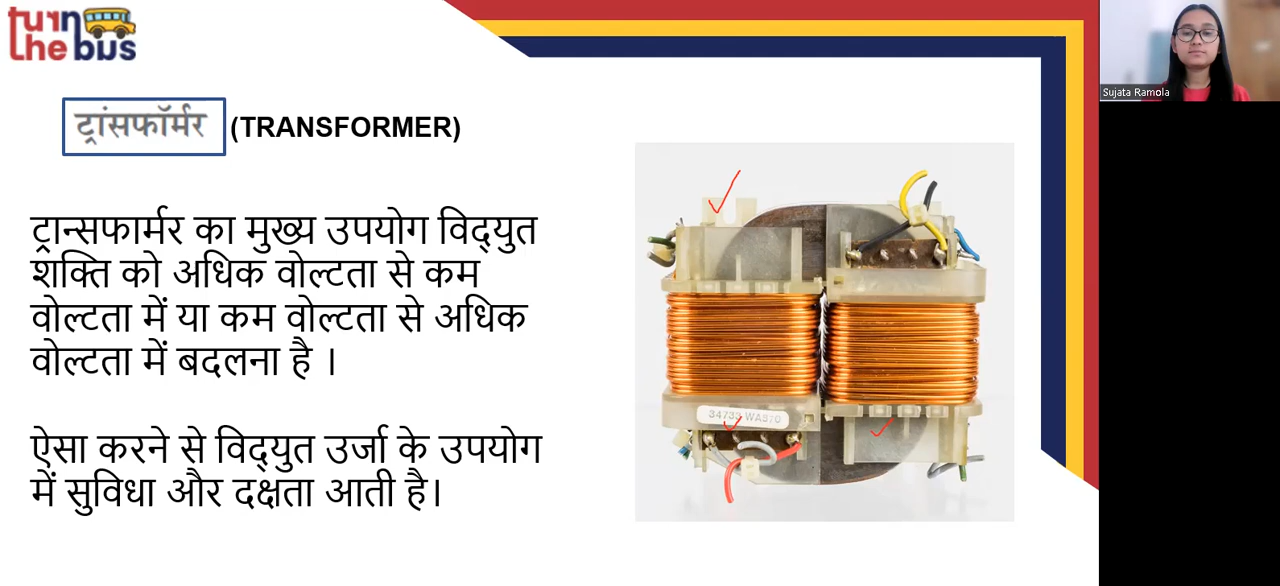 turn
the bus
ट्रांसफॉर्मर (TRANSFORMER)
ट्रान्सफार्मर का मुख्य उपयोग विद्युत
शक्ति को अधिक वोल्टता से कम
वोल्टता में या कम वोल्टता से अधिक
वोल्टता में बदलना है ।
ऐसा करने से विद्युत उर्जा के उपयोग
में सुविधा और दक्षता आती है।
Sujata Ramola